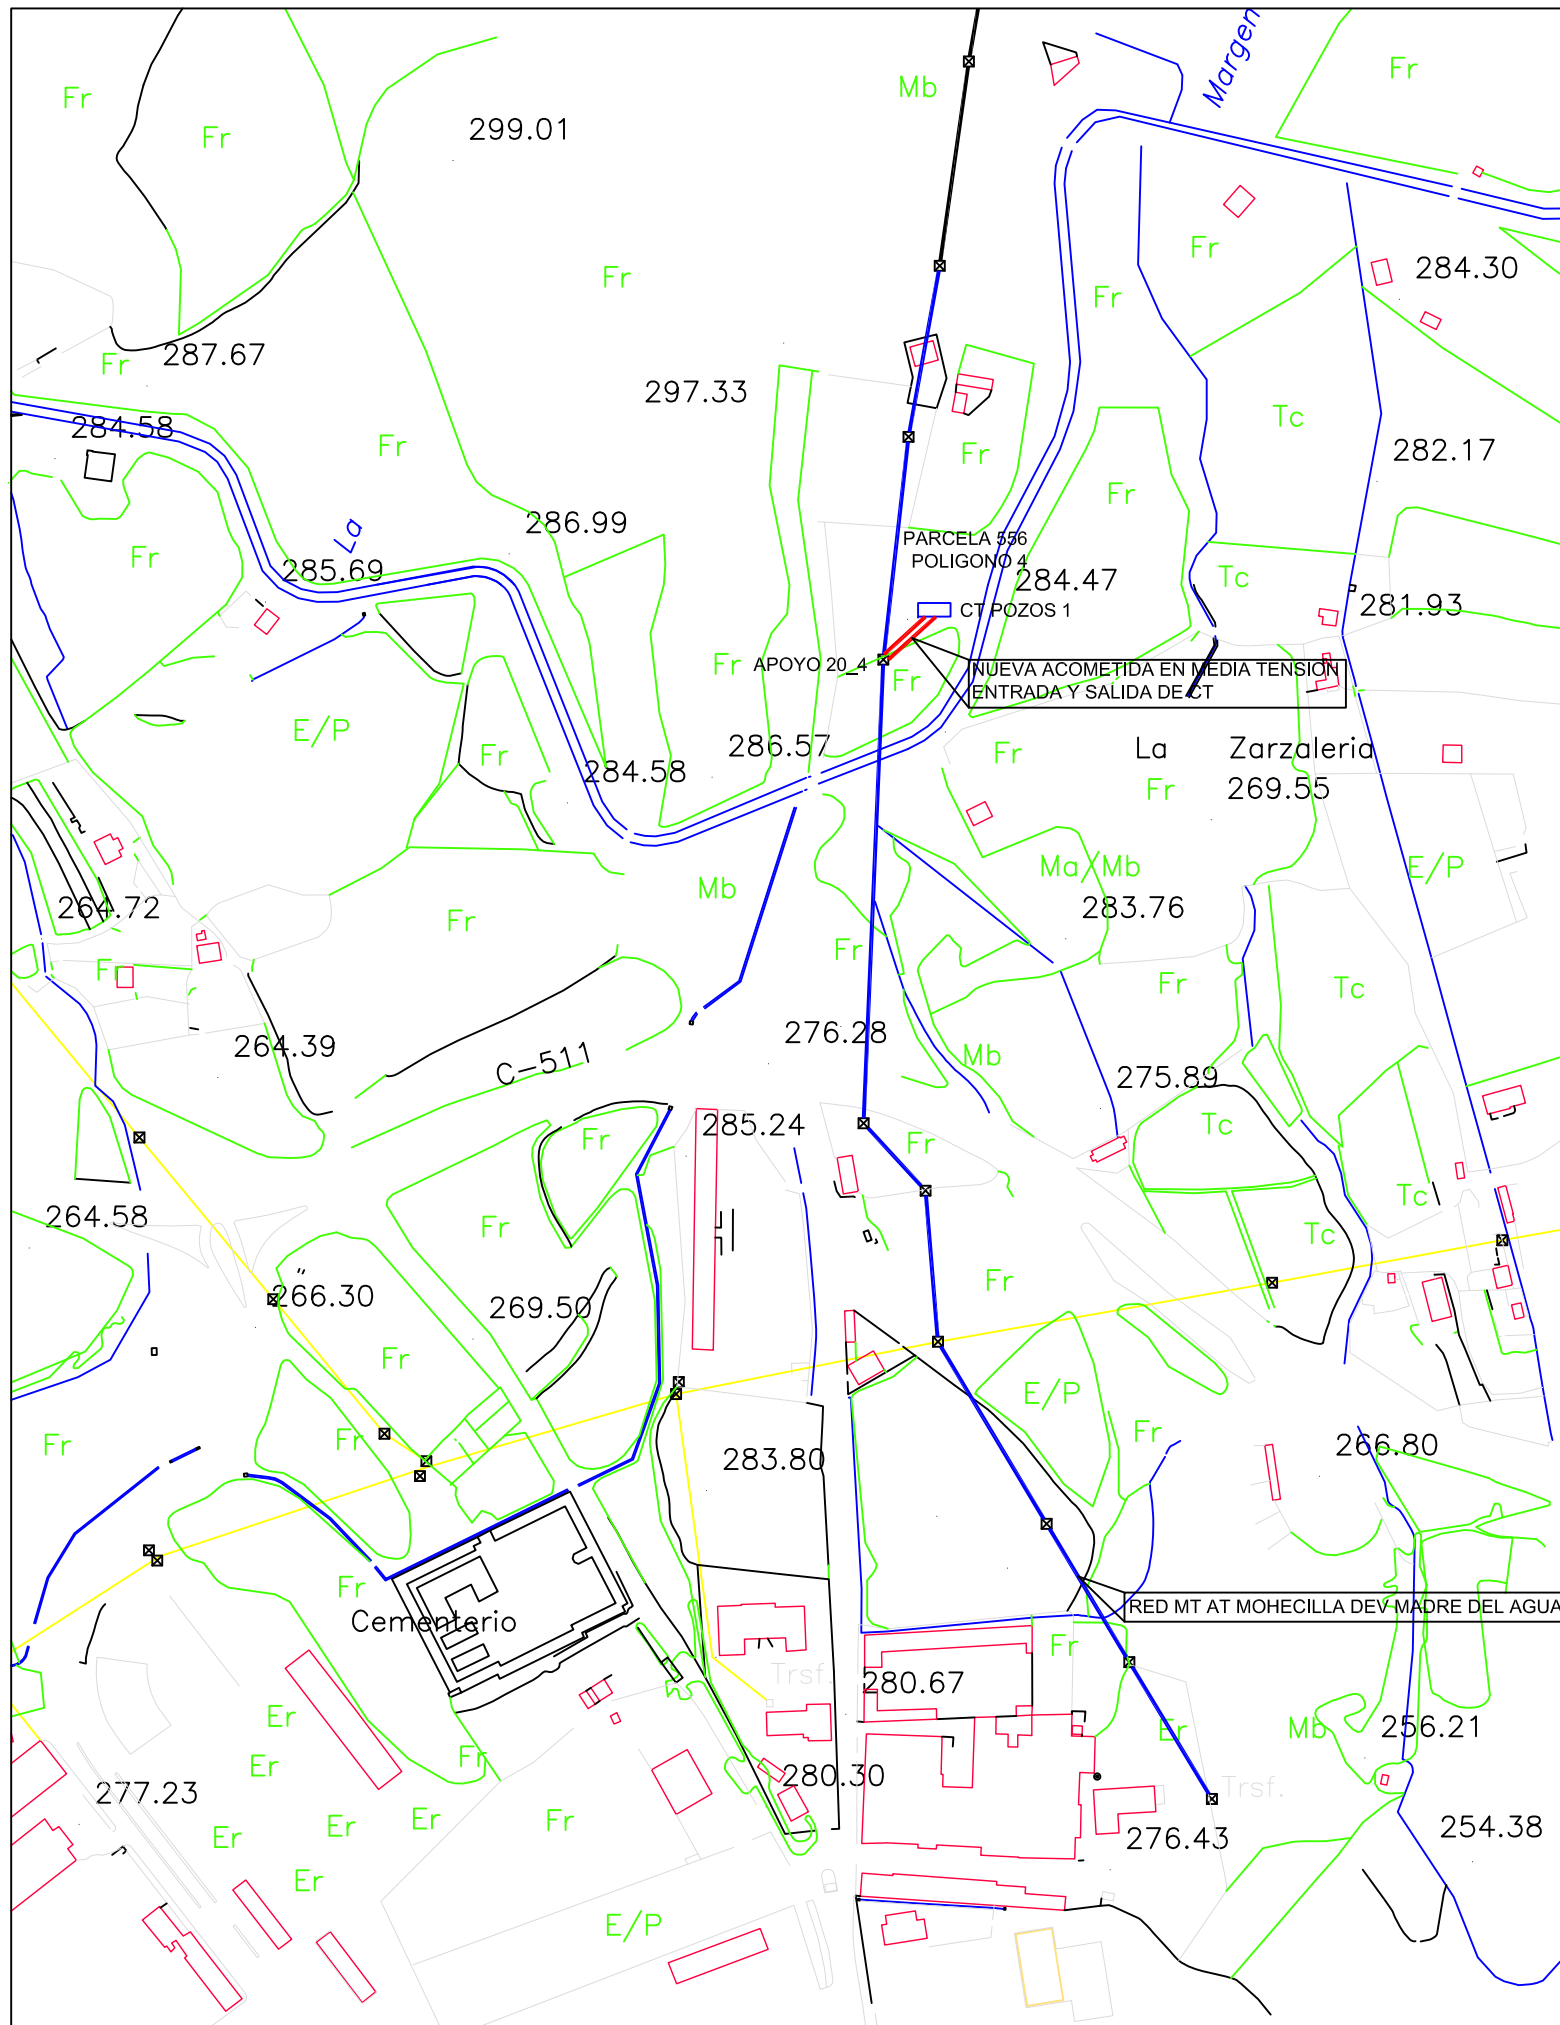 Margen
Fr
Mb
Fr
299.01
Fr
Fr
284.30
Fr
Fr
287.67
Fr
297.33
Tc
284.58
Fr
Fr
282.17
Fr
286.99
La
PARCELA 556
POLIGONO 4
Fr
285.69
284.47
Tc
CT POZOS 1
281.93
APOYO 20_4
Fr
Fr
NUEVA ACOMETIDA EN MEDIA TENSION
ENTRADA Y SALIDA DE CT
E/P
Fr
286.57
Fr
La Zarzaleria
284.58
Fr
269.55
Ma/Mb
E/P
Mb
264.72
283.76
Fr
Fr
Fr
Fr
Tc
264.39
276.28
C-511
Mb
275.89
285.24
Fr
Fr
Tc
Tc
264.58
Fr
Tc
266.30
"
269.50
Fr
Fr
E/P
Fr
Fr
Fr
266.80
283.80
Fr
Cementerio
RED MT AT MOHECILLA DEV MADRE DEL AGUA
Fr
Trsf.
280.67
Er
Er
Mb
256.21
Er
Fr
277.23
280.30
Trsf.
Er
Er
Er
Fr
276.43
254.38
Er
E/P